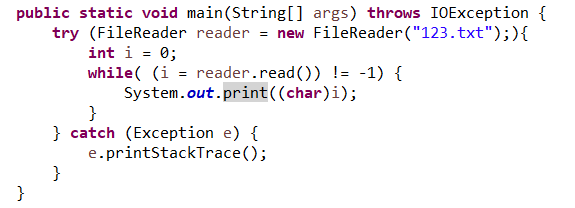 public static void main(String[] args) throws IOException {
try (FileReader reader = new FileReader("123.txt");){
int i = 0;
while( (i = reader.read()) != -1) {
System.out.print((char)i);
}
} catch (Exception e) {
e.printStackTrace();
}
}